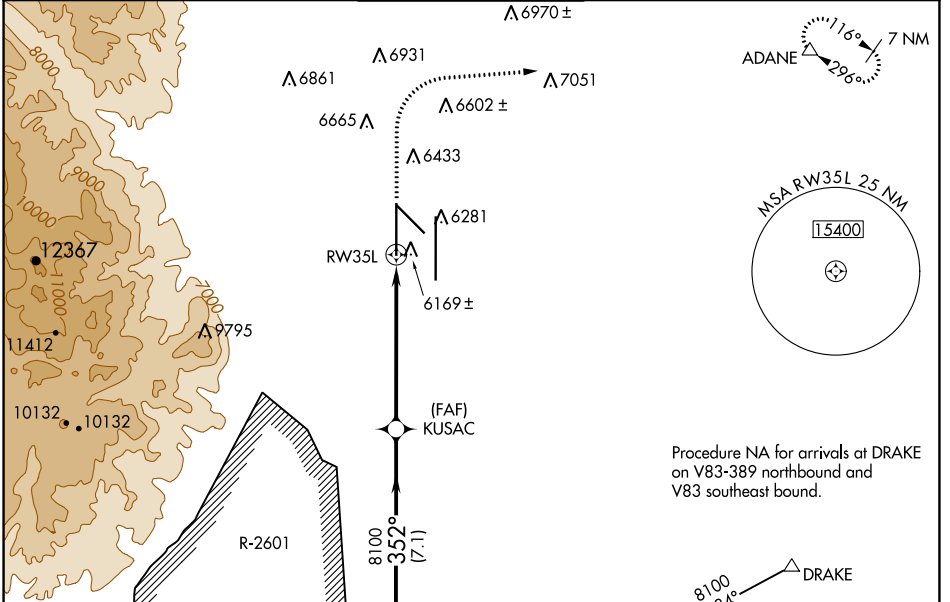 6970 ±
8000
6931
6861
7051
6602 ±
6665
6433
116°
7 NM
ADANE
296°
9000
10000
12367
11000
11412
7000
9795
10132
10132
6281
RW35L
6169 ±
MSA RW35L 25 NM
15400
(FAF)
KUSAC
8100
352°
(7.1)
R-2601
Procedure NA for arrivals at DRAKE
on V83-389 northbound and
V83 southeast bound.
8100
DRAKE